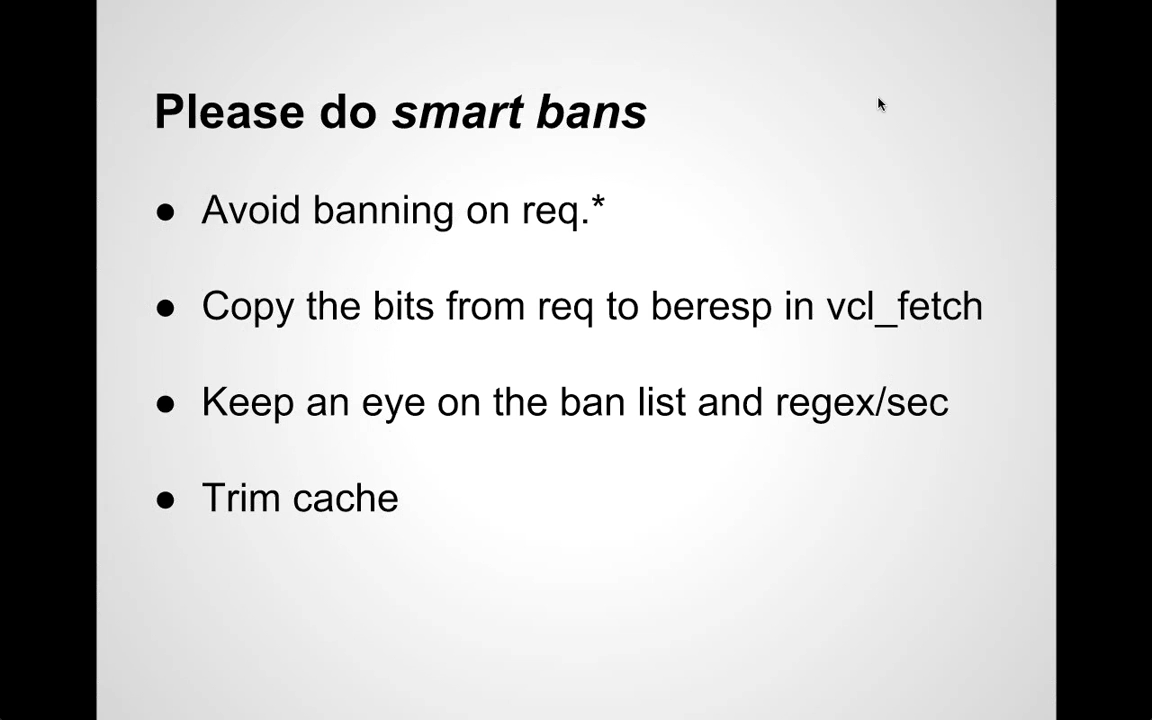 Please do smart bans
● Avoid banning on req.*
● Copy the bits from req to beresp in vcl_fetch
● Keep an eye on the ban list and regex/sec
● Trim cache